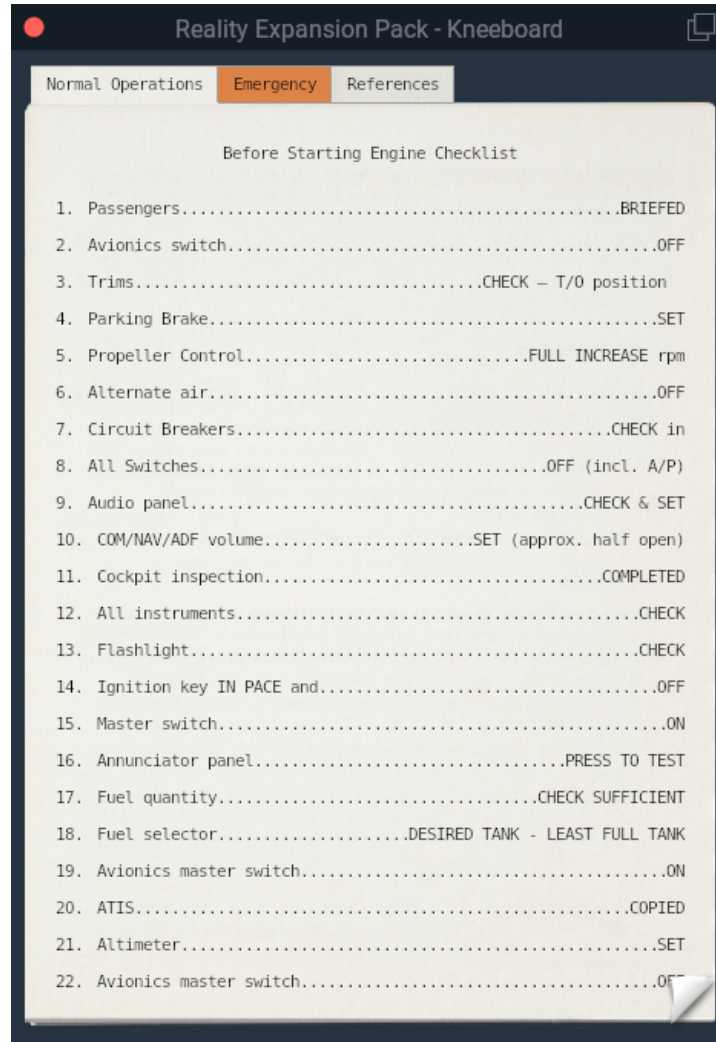 Reality Expansion Pack - Kneeboard
Normal Operations Emergency References
Before Starting Engine Checklist
1. Passengers................................................BRIEFED
2. Avionics switch...............................................OFF
3. Trims......................................CHECK – T/O position
4. Parking Brake.................................................SET
5. Propeller Control...............................FULL INCREASE rpm
6. Alternate air.................................................OFF
7. Circuit Breakers.........................................CHECK in
8. All Switches......................................OFF (incl. A/P)
9. Audio panel...........................................CHECK & SET
10. COM/NAV/ADF volume.......................SET (approx. half open)
11. Cockpit inspection.....................................COMPLETED
12. All instruments............................................CHECK
13. Flashlight.................................................CHECK
14. Ignition key IN PACE and.....................................OFF
15. Master switch.................................................ON
16. Annunciator panel..................................PRESS TO TEST
17. Fuel quantity...................................CHECK SUFFICIENT
18. Fuel selector.....................DESIRED TANK - LEAST FULL TANK
19. Avionics master switch........................................ON
20. ATIS......................................................COPIED
21. Altimeter....................................................SET
22. Avionics master switch.......................................OFF